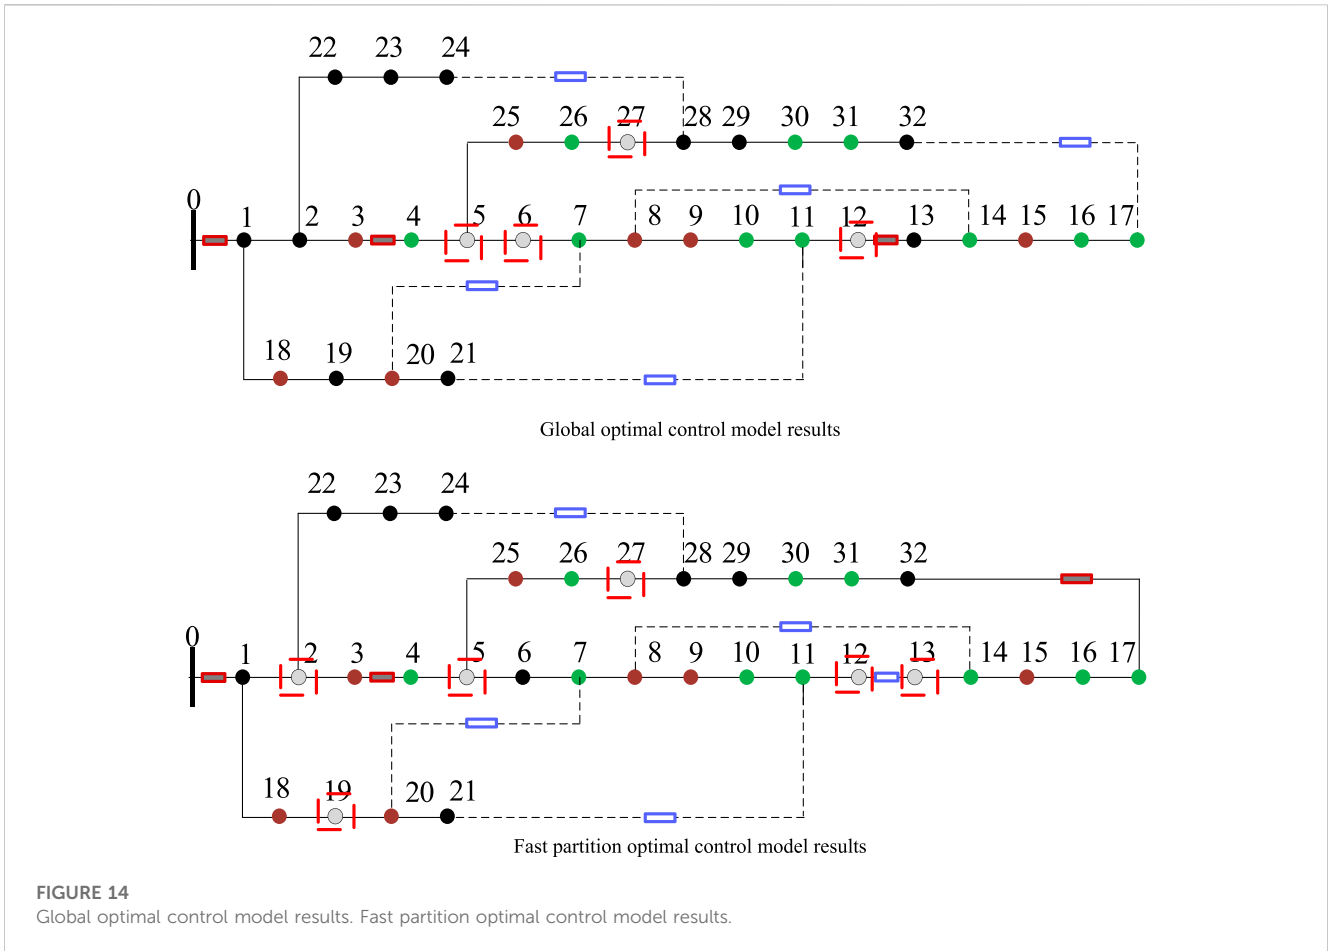 22 23 24
25 26 27 28 29 30 31 32
0 1 2 3 4 5 6 7 8 9 10 11 12 13 14 15 16 17
18 19 20 21
Global optimal control model results
22 23 24
25 26 27 28 29 30 31 32
0 1 2 3 4 5 6 7 8 9 10 11 12 13 14 15 16 17
18 19 20 21
Fast partition optimal control model results
FIGURE 14
Global optimal control model results. Fast partition optimal control model results.